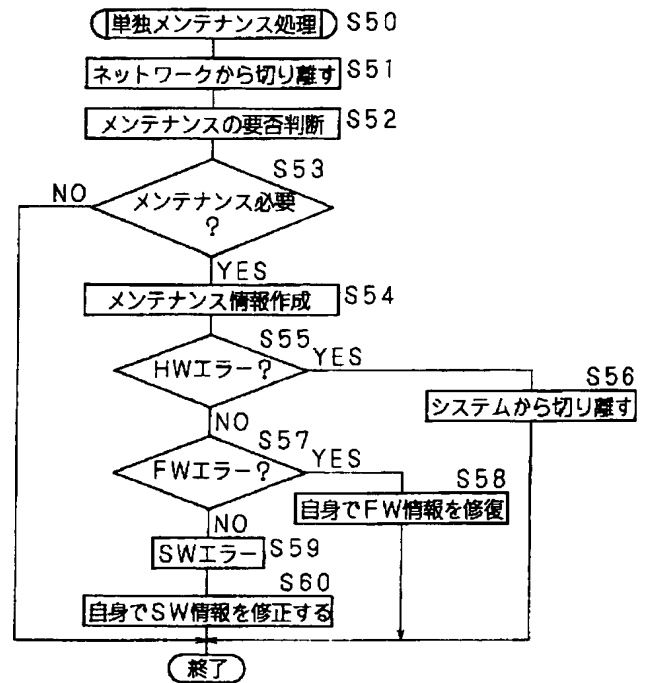 単独メンテナンス処理 S50
ネットワークから切り離す S51
メンテナンスの要否判断 S52
S53
NO
メンテナンス必要
?
YES
メンテナンス情報作成 S54
S55
HWエラー? YES
S56
システムから切り離す
NO
S57
FWエラー? YES
S58
自身でFW情報を修復
NO
SWエラー S59
S60
自身でSW情報を修正する
終了